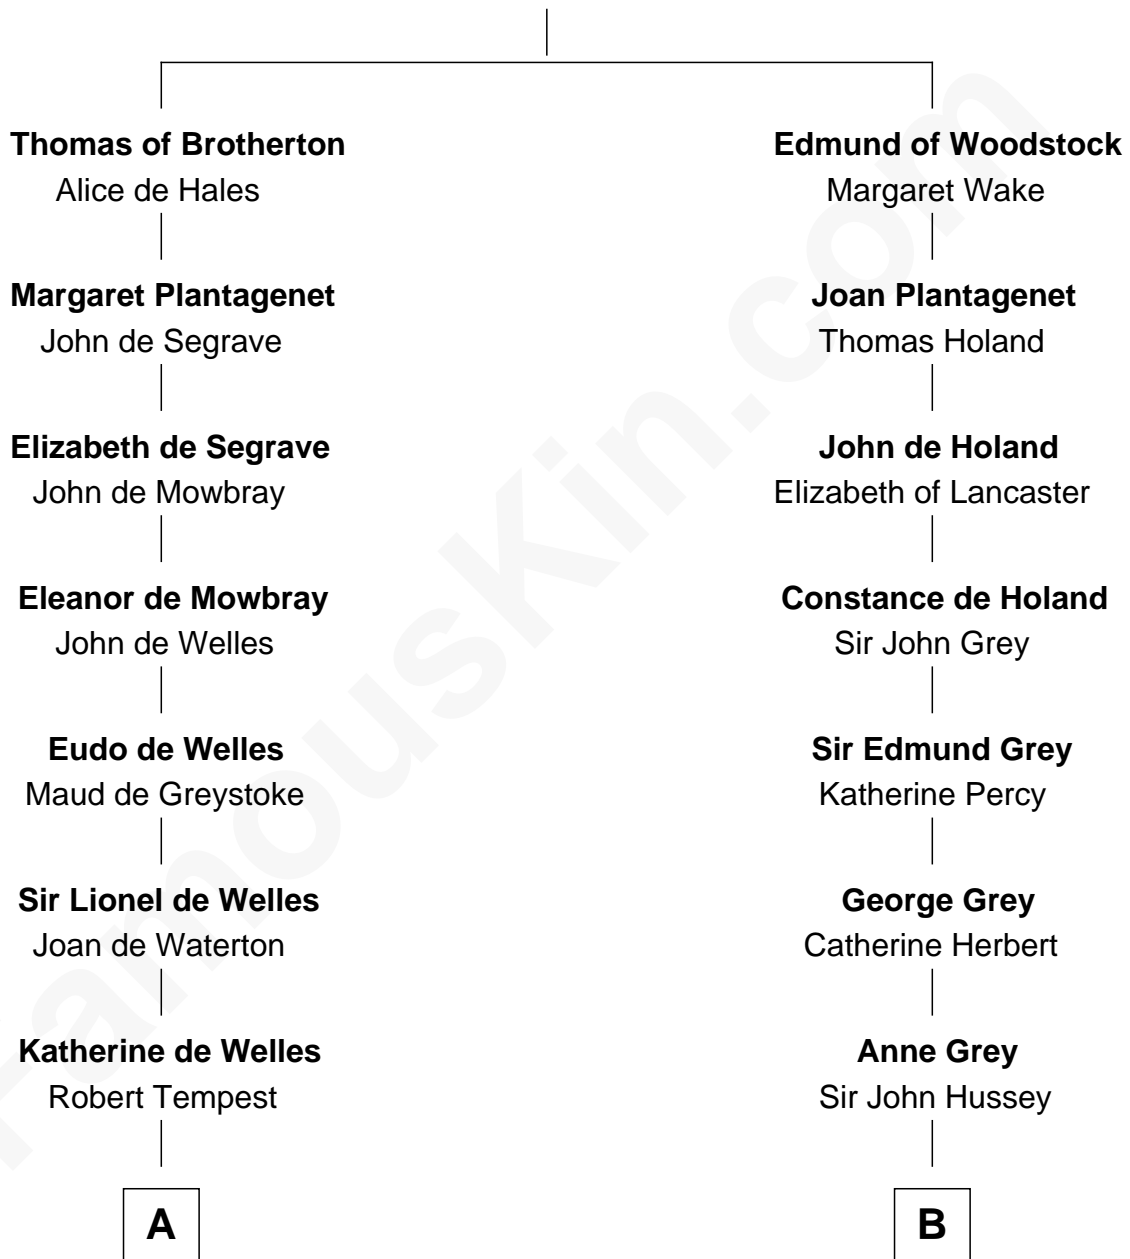 Thomas of Brotherton
Alice de Hales
Margaret Plantagenet
John de Segrave
Elizabeth de Segrave
John de Mowbray
Eleanor de Mowbray
John de Welles
Eudo de Welles
Maud de Greystoke
Sir Lionel de Welles
Joan de Waterton
Katherine de Welles
Robert Tempest
A
Edmund of Woodstock
Margaret Wake
Joan Plantagenet
Thomas Holand
John de Holand
Elizabeth of Lancaster
Constance de Holand
Sir John Grey
Sir Edmund Grey
Katherine Percy
George Grey
Catherine Herbert
Anne Grey
Sir John Hussey
B
FamousKin.com